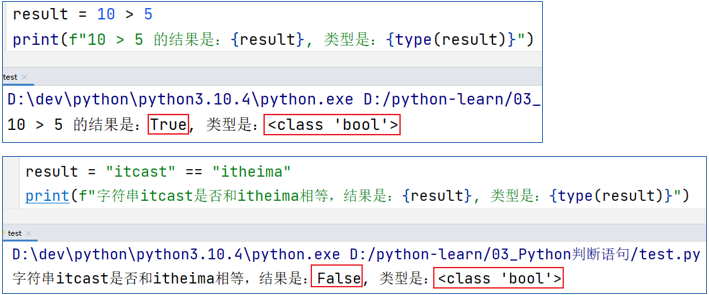 result = 10 > 5
print(f"10 > 5 的结果是：{result}, 类型是：{type(result)}")
test ×
D:\dev\python\python3.10.4\python.exe D:/python-learn/03_
10 > 5 的结果是：True, 类型是：<class 'bool'>
result = "itcast" == "itheima"
print(f"字符串itcast是否和itheima相等，结果是：{result}, 类型是：{type(result)}")
test ×
D:\dev\python\python3.10.4\python.exe D:/python-learn/03_Python判断语句/test.py
字符串itcast是否和itheima相等，结果是：False, 类型是：<class 'bool'>